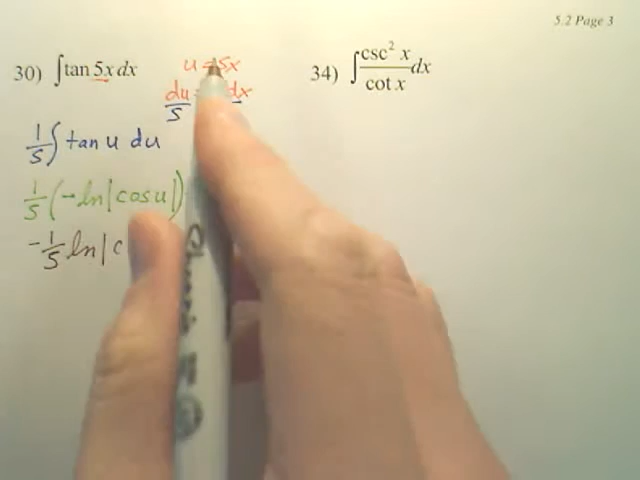 5.2 Page 3
30) ∫ tan 5x dx
u = 5x
du/5 = dx
1/5 ∫ tan u du
1/5 (-ln|cos u|)
-1/5 ln|c
34) ∫ csc² x / cot x dx